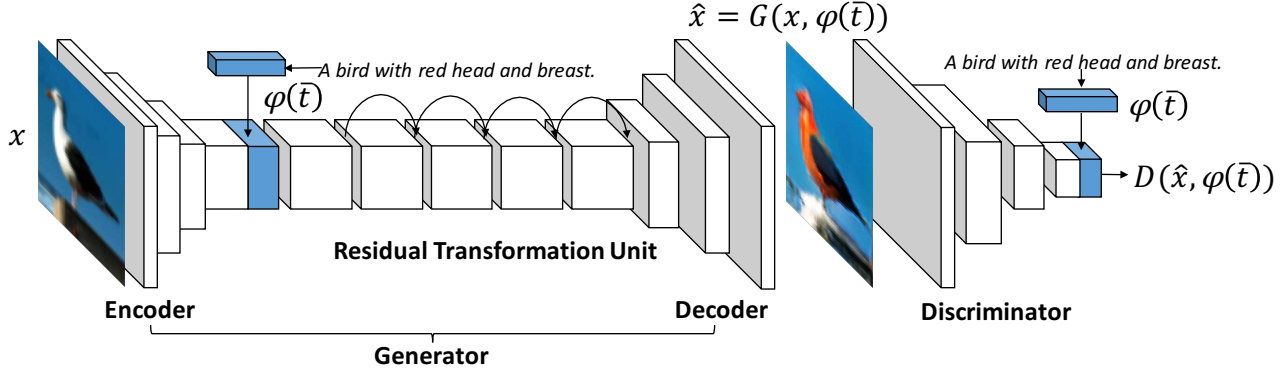 x̂ = G(x, φ(t̄))
A bird with red head and breast.
φ(t̄)
x
Residual Transformation Unit
Encoder
Decoder
Generator
A bird with red head and breast.
φ(t̄)
D(x̂, φ(t̄))
Discriminator